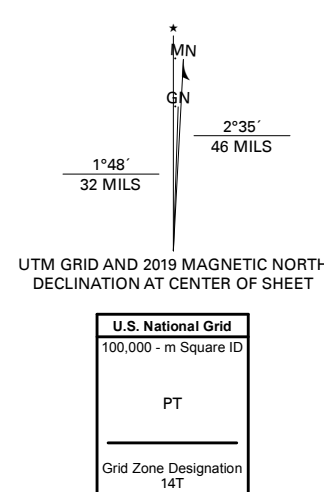 ★
MN
GN
2°35´
46 MILS
1°48´
32 MILS
UTM GRID AND 2019 MAGNETIC NORTH
DECLINATION AT CENTER OF SHEET
U.S. National Grid
100,000 - m Square ID
PT
Grid Zone Designation
14T